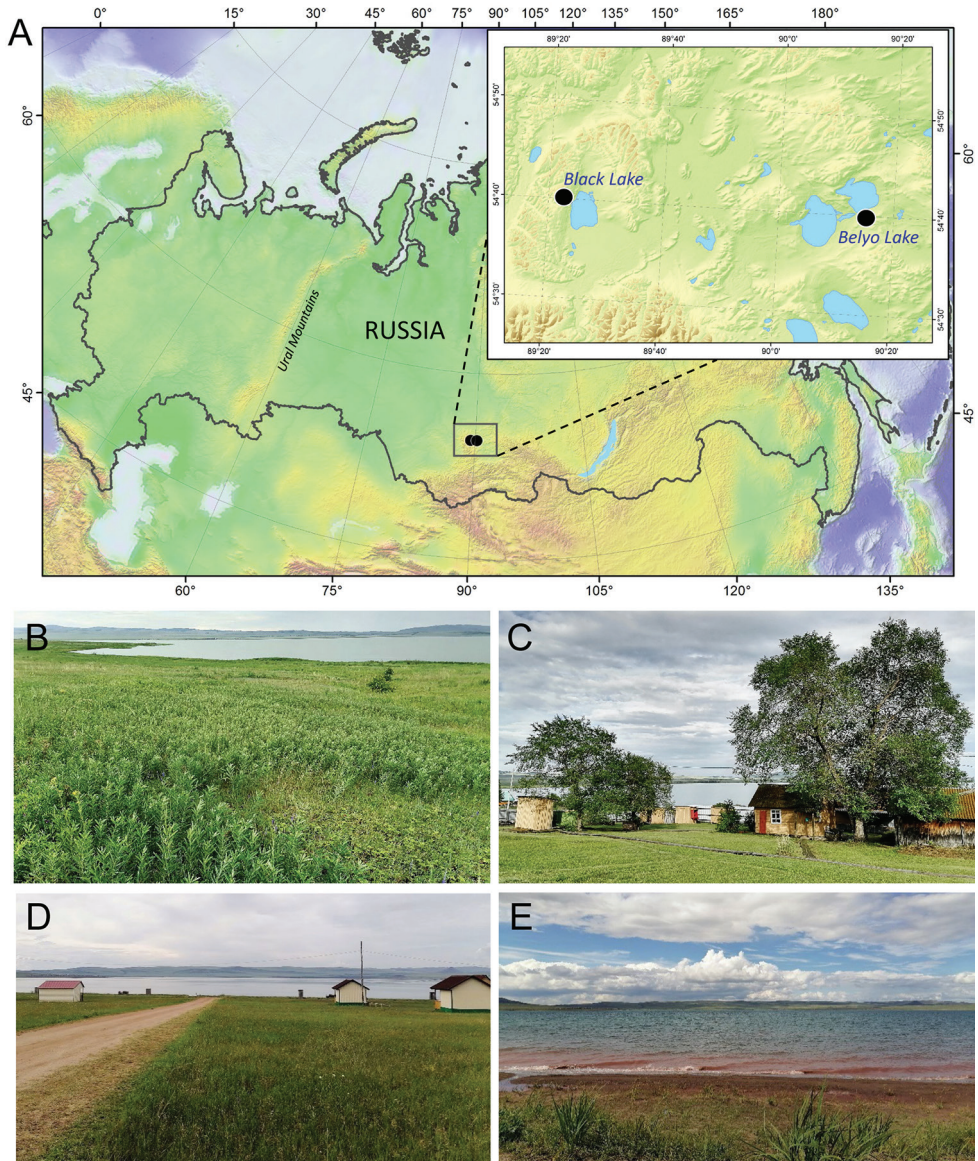 0° 15° 30° 45° 60° 75° 90° 105° 120° 135° 150° 165° 180°
A
89°20' 89°40' 90°0' 90°20'
54°50' 54°50'
60° 60°
Black Lake
54°40' 54°40'
Belyo Lake
Ural Mountains
RUSSIA
54°30' 54°30'
89°20' 89°40' 90°0' 90°20'
45° 45°
60° 75° 90° 105° 120° 135°
B
C
D
E